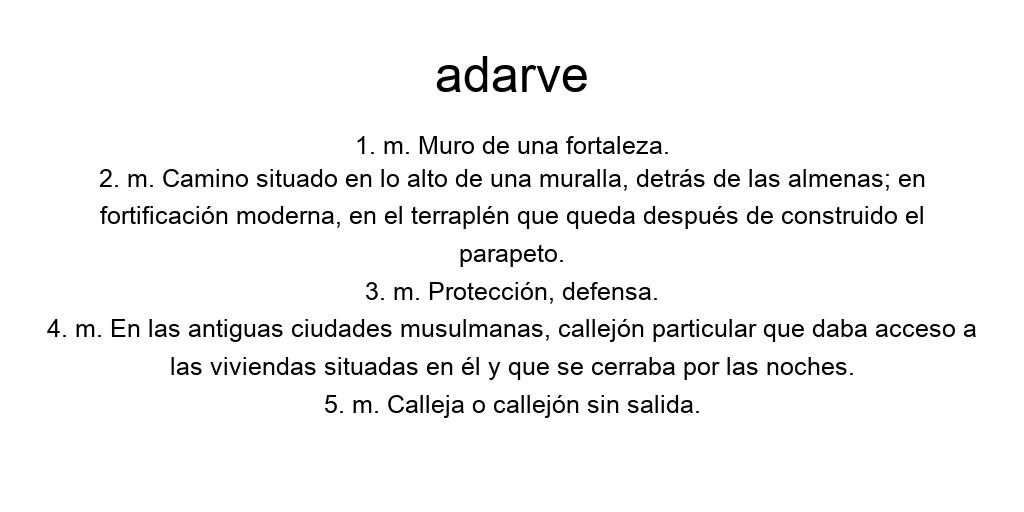 adarve
1. m. Muro de una fortaleza.
2. m. Camino situado en lo alto de una muralla, detrás de las almenas; en
fortificación moderna, en el terraplén que queda después de construido el
parapeto.
3. m. Protección, defensa.
4. m. En las antiguas ciudades musulmanas, callejón particular que daba acceso a
las viviendas situadas en él y que se cerraba por las noches.
5. m. Calleja o callejón sin salida.